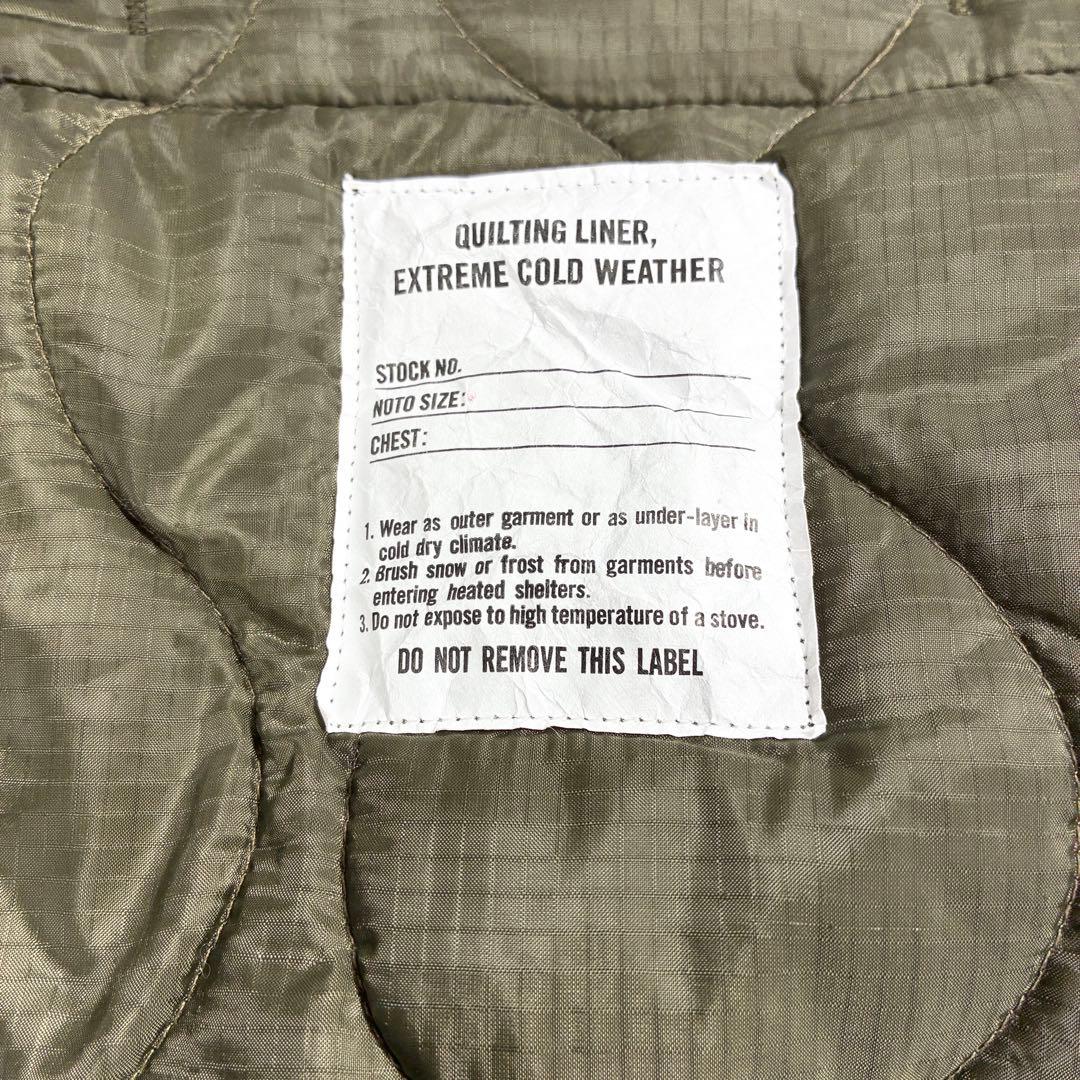 QUILTING LINER,
EXTREME COLD WEATHER
STOCK NO.
NOTO SIZE:
CHEST:
1. Wear as outer garment or as under-layer in
cold dry climate.
2. Brush snow or frost from garments before
entering heated shelters.
3. Do not expose to high temperature of a stove.
DO NOT REMOVE THIS LABEL